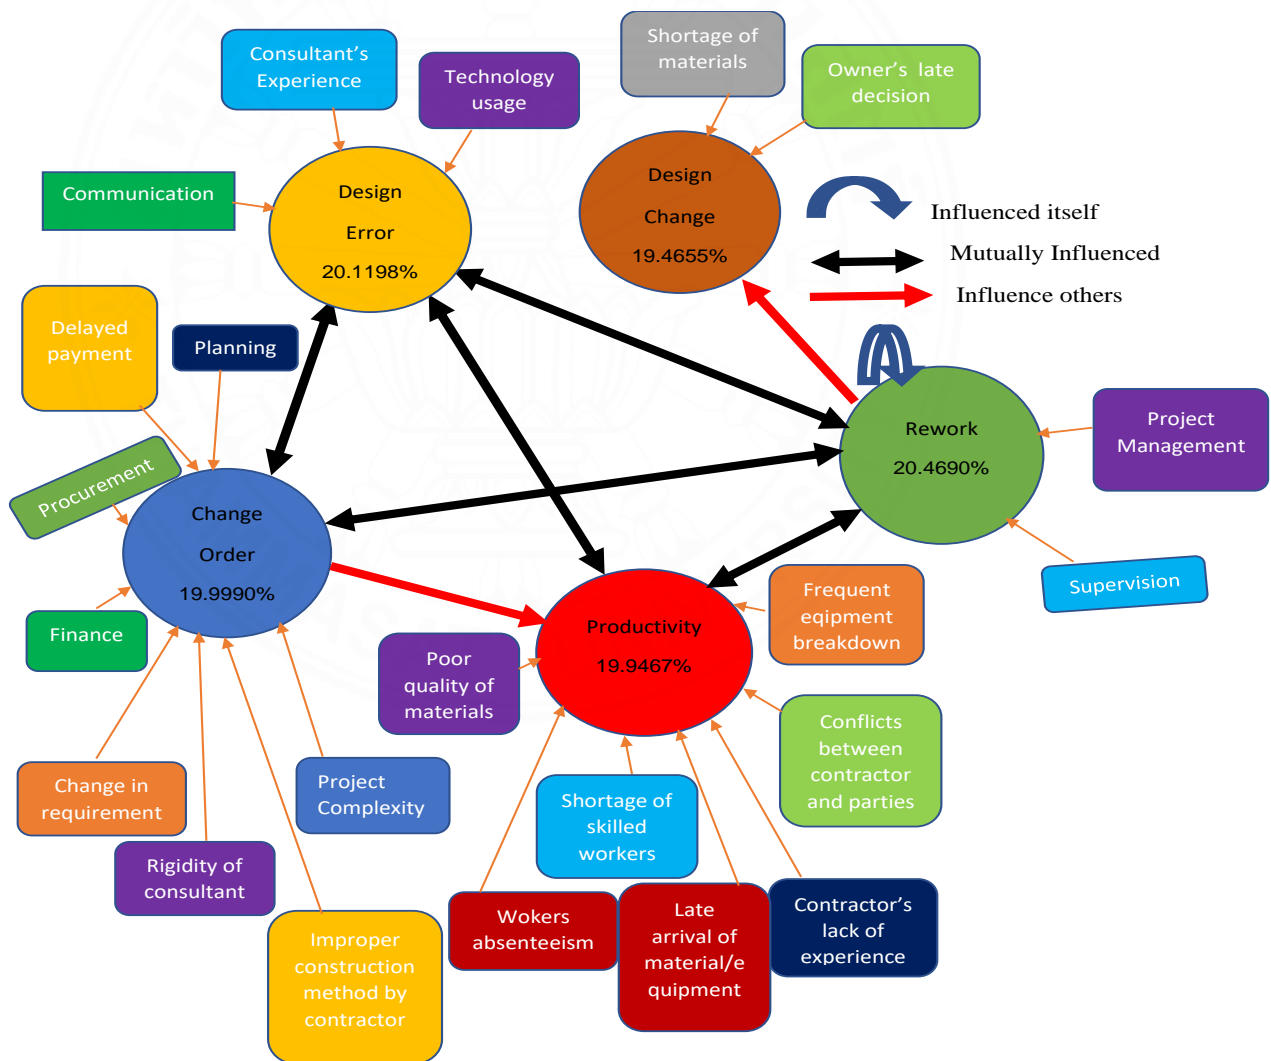 Consultant's
Experience
Technology
usage
Shortage of
materials
Owner's late
decision
Communication
Design
Error
20.1198%
Design
Change
19.4655%
Influenced itself
Mutually Influenced
Influence others
Delayed
payment
Planning
Procurement
Change
Order
19.9990%
Finance
Rework
20.4690%
Project
Management
Supervision
Productivity
19.9467%
Frequent
eqipment
breakdown
Poor
quality of
materials
Conflicts
between
contractor
and parties
Change in
requirement
Project
Complexity
Shortage of
skilled
workers
Rigidity of
consultant
Improper
construction
method by
contractor
Wokers
absenteeism
Late
arrival of
material/e
quipment
Contractor's
lack of
experience